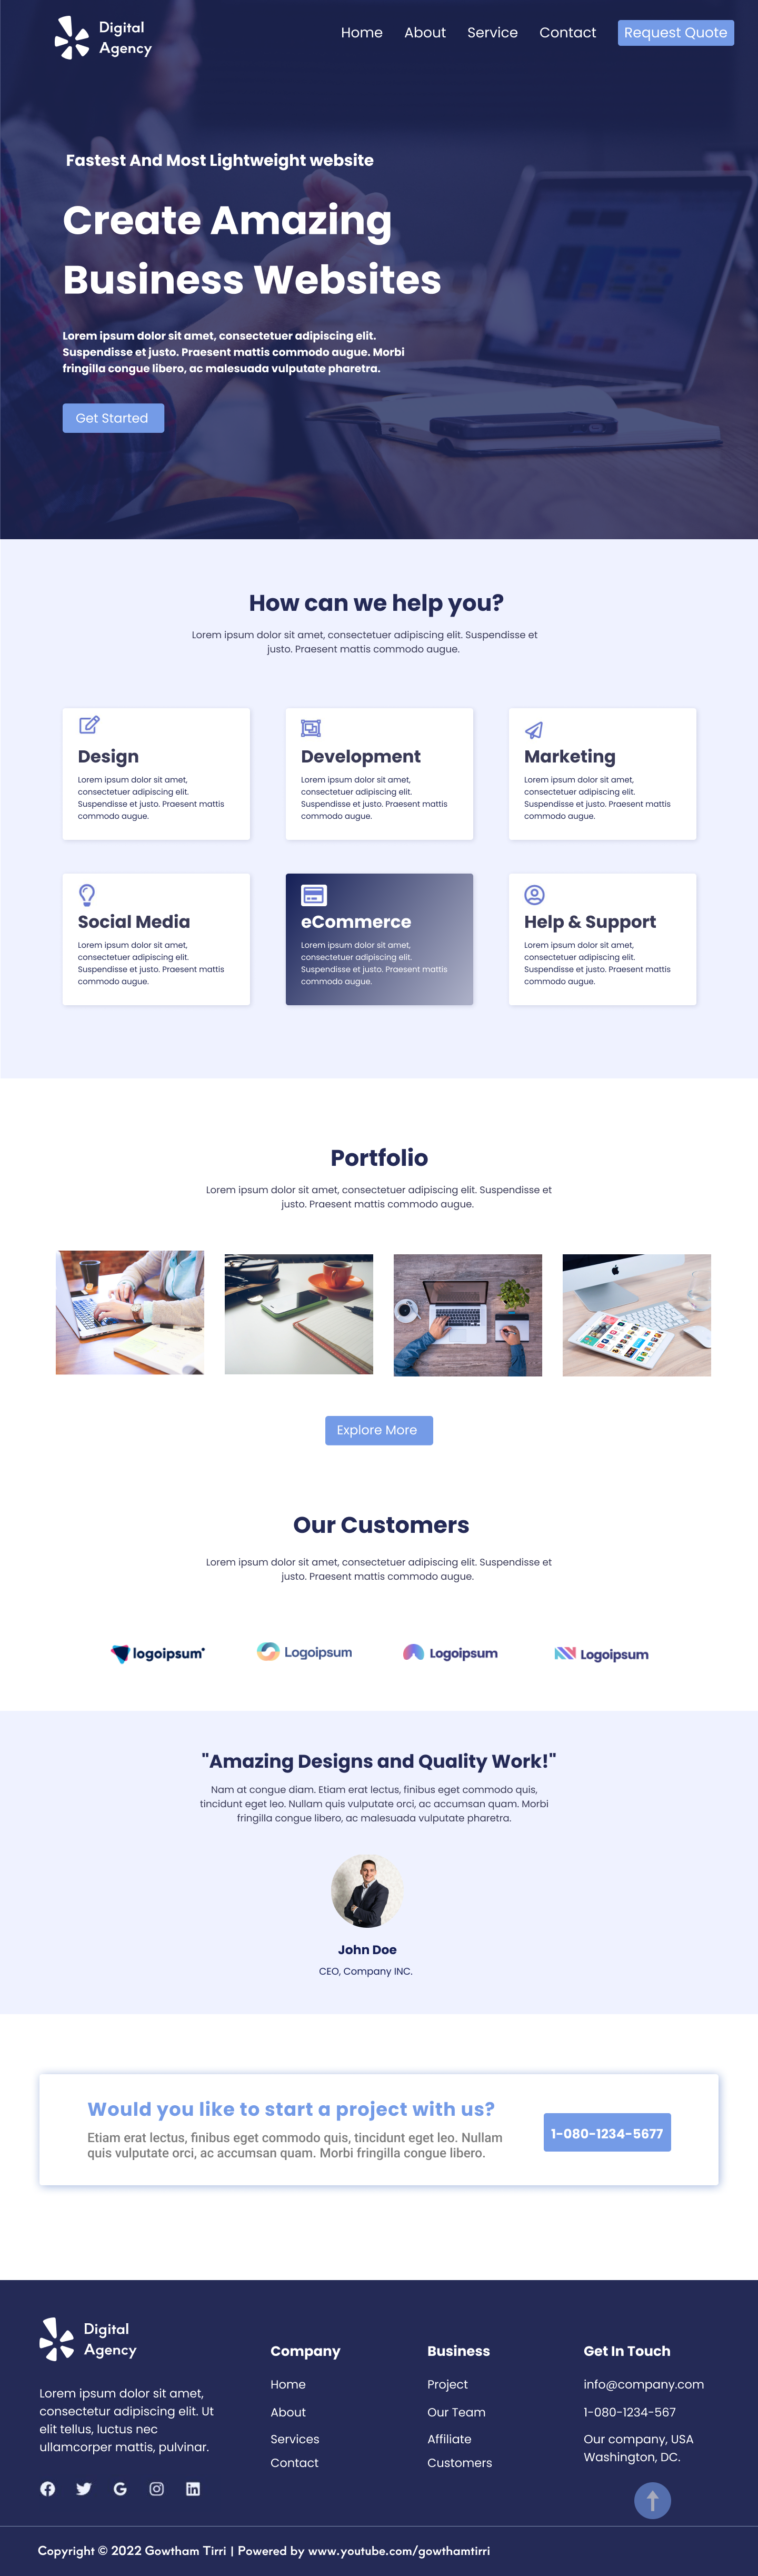 Digital
Agency
Home About Service Contact Request Quote
Fastest And Most Lightweight website
Create Amazing
Business Websites
Lorem ipsum dolor sit amet, consectetuer adipiscing elit.
Suspendisse et justo. Praesent mattis commodo augue. Morbi
fringilla congue libero, ac malesuada vulputate pharetra.
Get Started
How can we help you?
Lorem ipsum dolor sit amet, consectetuer adipiscing elit. Suspendisse et
justo. Praesent mattis commodo augue.
Design
Lorem ipsum dolor sit amet,
consectetuer adipiscing elit.
Suspendisse et justo. Praesent mattis
commodo augue.
Development
Lorem ipsum dolor sit amet,
consectetuer adipiscing elit.
Suspendisse et justo. Praesent mattis
commodo augue.
Marketing
Lorem ipsum dolor sit amet,
consectetuer adipiscing elit.
Suspendisse et justo. Praesent mattis
commodo augue.
Social Media
Lorem ipsum dolor sit amet,
consectetuer adipiscing elit.
Suspendisse et justo. Praesent mattis
commodo augue.
eCommerce
Lorem ipsum dolor sit amet,
consectetuer adipiscing elit.
Suspendisse et justo. Praesent mattis
commodo augue.
Help & Support
Lorem ipsum dolor sit amet,
consectetuer adipiscing elit.
Suspendisse et justo. Praesent mattis
commodo augue.
Portfolio
Lorem ipsum dolor sit amet, consectetuer adipiscing elit. Suspendisse et
justo. Praesent mattis commodo augue.
Explore More
Our Customers
Lorem ipsum dolor sit amet, consectetuer adipiscing elit. Suspendisse et
justo. Praesent mattis commodo augue.
logoipsum Logoipsum Logoipsum Logoipsum
"Amazing Designs and Quality Work!"
Nam at congue diam. Etiam erat lectus, finibus eget commodo quis,
tincidunt eget leo. Nullam quis vulputate orci, ac accumsan quam. Morbi
fringilla congue libero, ac malesuada vulputate pharetra.
John Doe
CEO, Company INC.
Would you like to start a project with us?
Etiam erat lectus, finibus eget commodo quis, tincidunt eget leo. Nullam
quis vulputate orci, ac accumsan quam. Morbi fringilla congue libero.
1-080-1234-5677
Digital
Agency
Lorem ipsum dolor sit amet,
consectetur adipiscing elit. Ut
elit tellus, luctus nec
ullamcorper mattis, pulvinar.
Company
Home
About
Services
Contact
Business
Project
Our Team
Affiliate
Customers
Get In Touch
info@company.com
1-080-1234-567
Our company, USA
Washington, DC.
Copyright © 2022 Gowtham Tirri | Powered by www.youtube.com/gowthamtirri